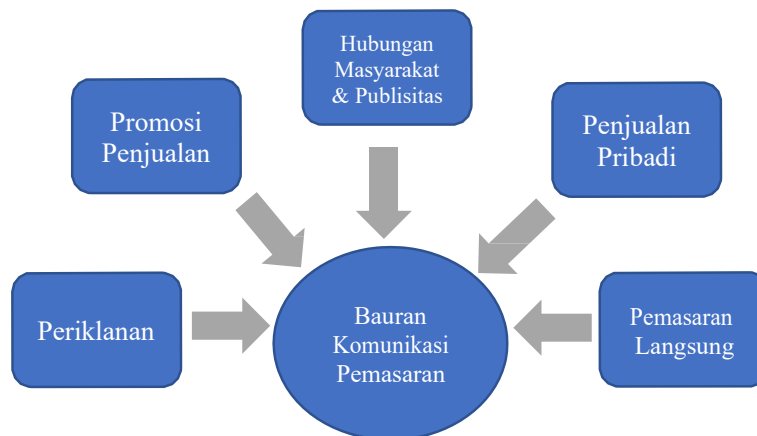 Hubungan
Masyarakat
& Publisitas
Promosi
Penjualan
Penjualan
Pribadi
Periklanan
Bauran
Komunikasi
Pemasaran
Pemasaran
Langsung